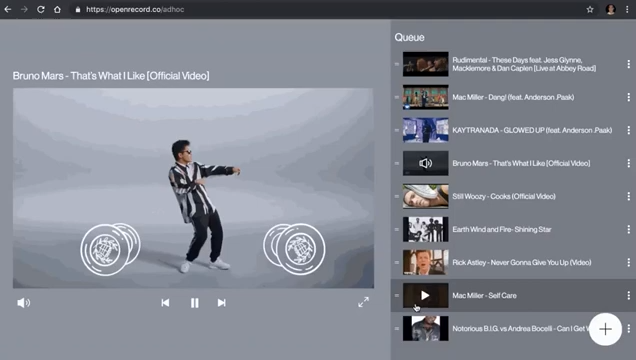 https://openrecord.co/adhoc
Queue
Bruno Mars - That's What I Like [Official Video]
Rudimental - These Days feat. Jess Glynne,
Macklemore & Dan Caplen [Live at Abbey Road]
Mac Miller - Dang! (feat. Anderson .Paak)
KAYTRANADA - GLOWED UP (feat. Anderson .Paak)
Bruno Mars - That's What I Like [Official Video]
Still Woozy - Cooks (Official Video)
Earth Wind and Fire- Shining Star
Rick Astley - Never Gonna Give You Up (Video)
Mac Miller - Self Care
Notorious B.I.G. vs Andrea Bocelli - Can I Get